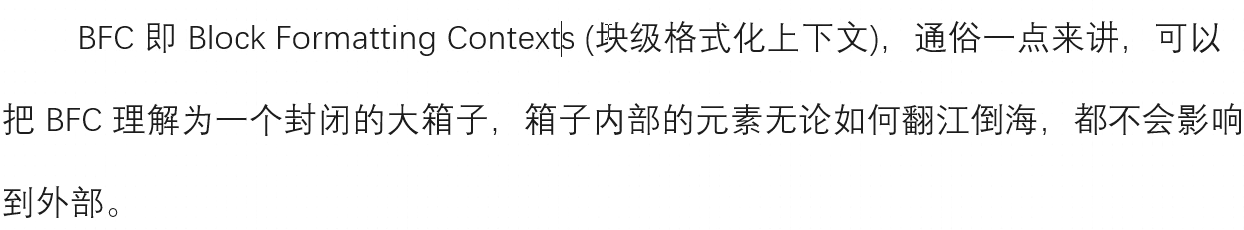 BFC 即 Block Formatting Contexts (块级格式化上下文)，通俗一点来讲，可以
把 BFC 理解为一个封闭的大箱子，箱子内部的元素无论如何翻江倒海，都不会影响
到外部。